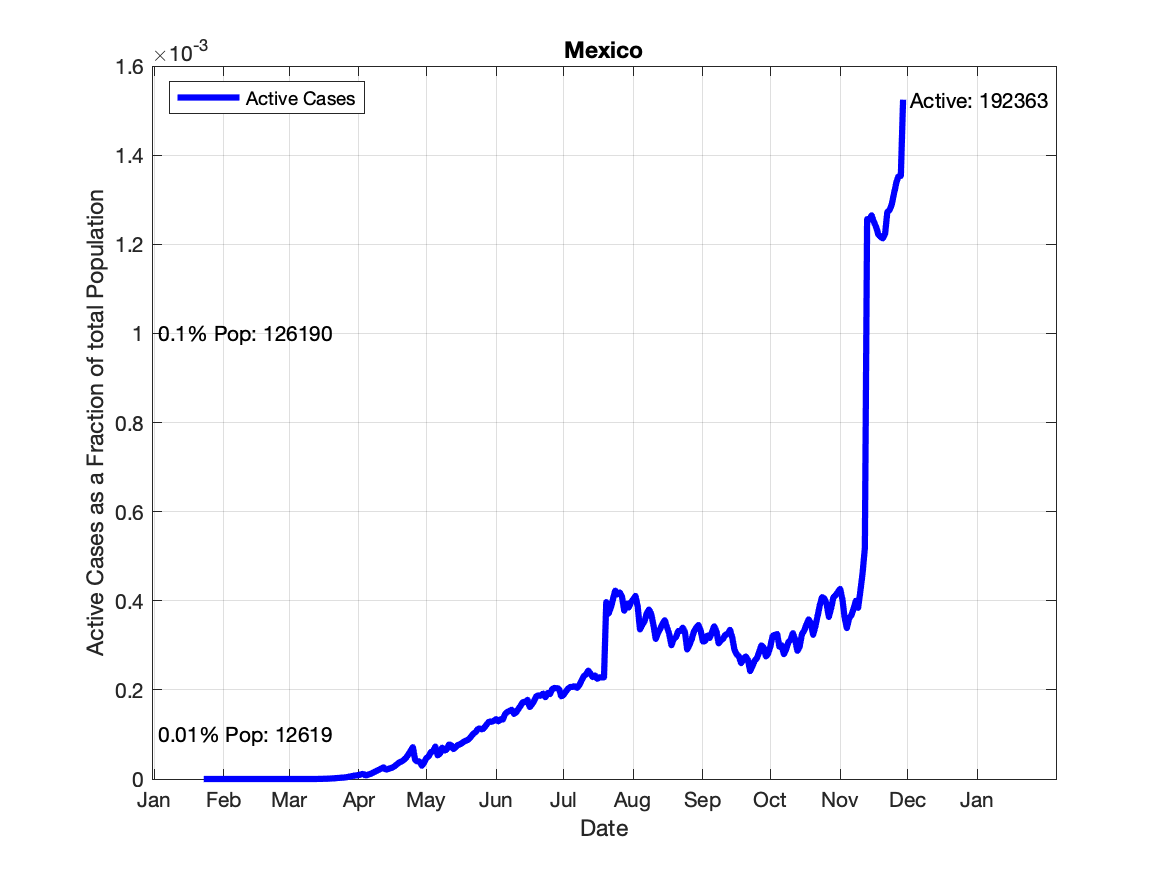 Mexico
×10-3
1.6
1.4
1.2
1
0.8
0.6
0.4
0.2
0
Active Cases as a Fraction of total Population
Active Cases
Active: 192363
0.1% Pop: 126190
0.01% Pop: 12619
Jan Feb Mar Apr May Jun Jul Aug Sep Oct Nov Dec Jan
Date